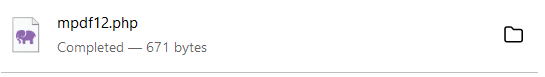 mpdf12.php
Completed — 671 bytes